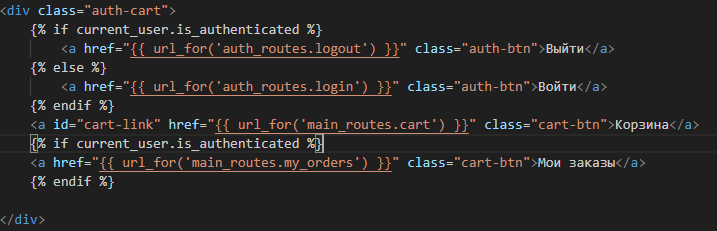 <div class="auth-cart">
{% if current_user.is_authenticated %}
<a href="{{ url_for('auth_routes.logout') }}" class="auth-btn">Выйти</a>
{% else %}
<a href="{{ url_for('auth_routes.login') }}" class="auth-btn">Войти</a>
{% endif %}
<a id="cart-link" href="{{ url_for('main_routes.cart') }}" class="cart-btn">Корзина</a>
{% if current_user.is_authenticated %}
<a href="{{ url_for('main_routes.my_orders') }}" class="cart-btn">Мои заказы</a>
{% endif %}
</div>